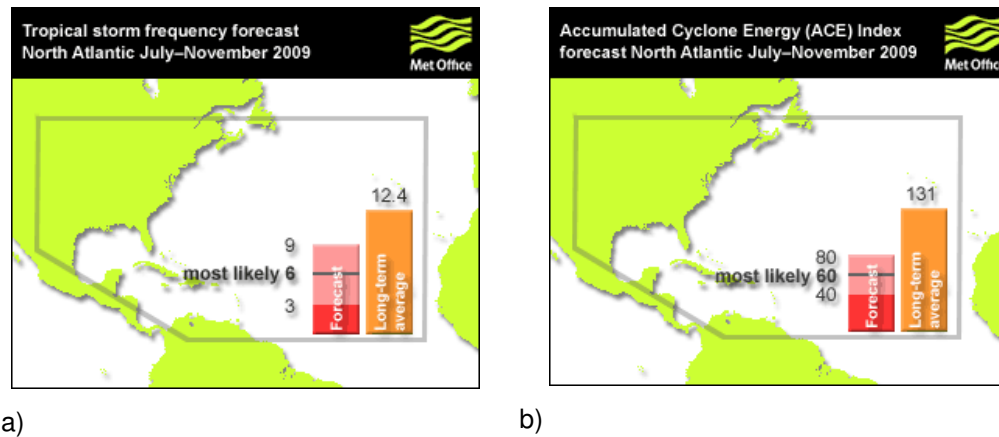 Tropical storm frequency forecast
North Atlantic July–November 2009
Met Office
12.4
9
most likely 6
3
Forecast
Long-term
average
a)
Accumulated Cyclone Energy (ACE) Index
forecast North Atlantic July–November 2009
Met Office
131
80
most likely 60
40
Forecast
Long-term
average
b)